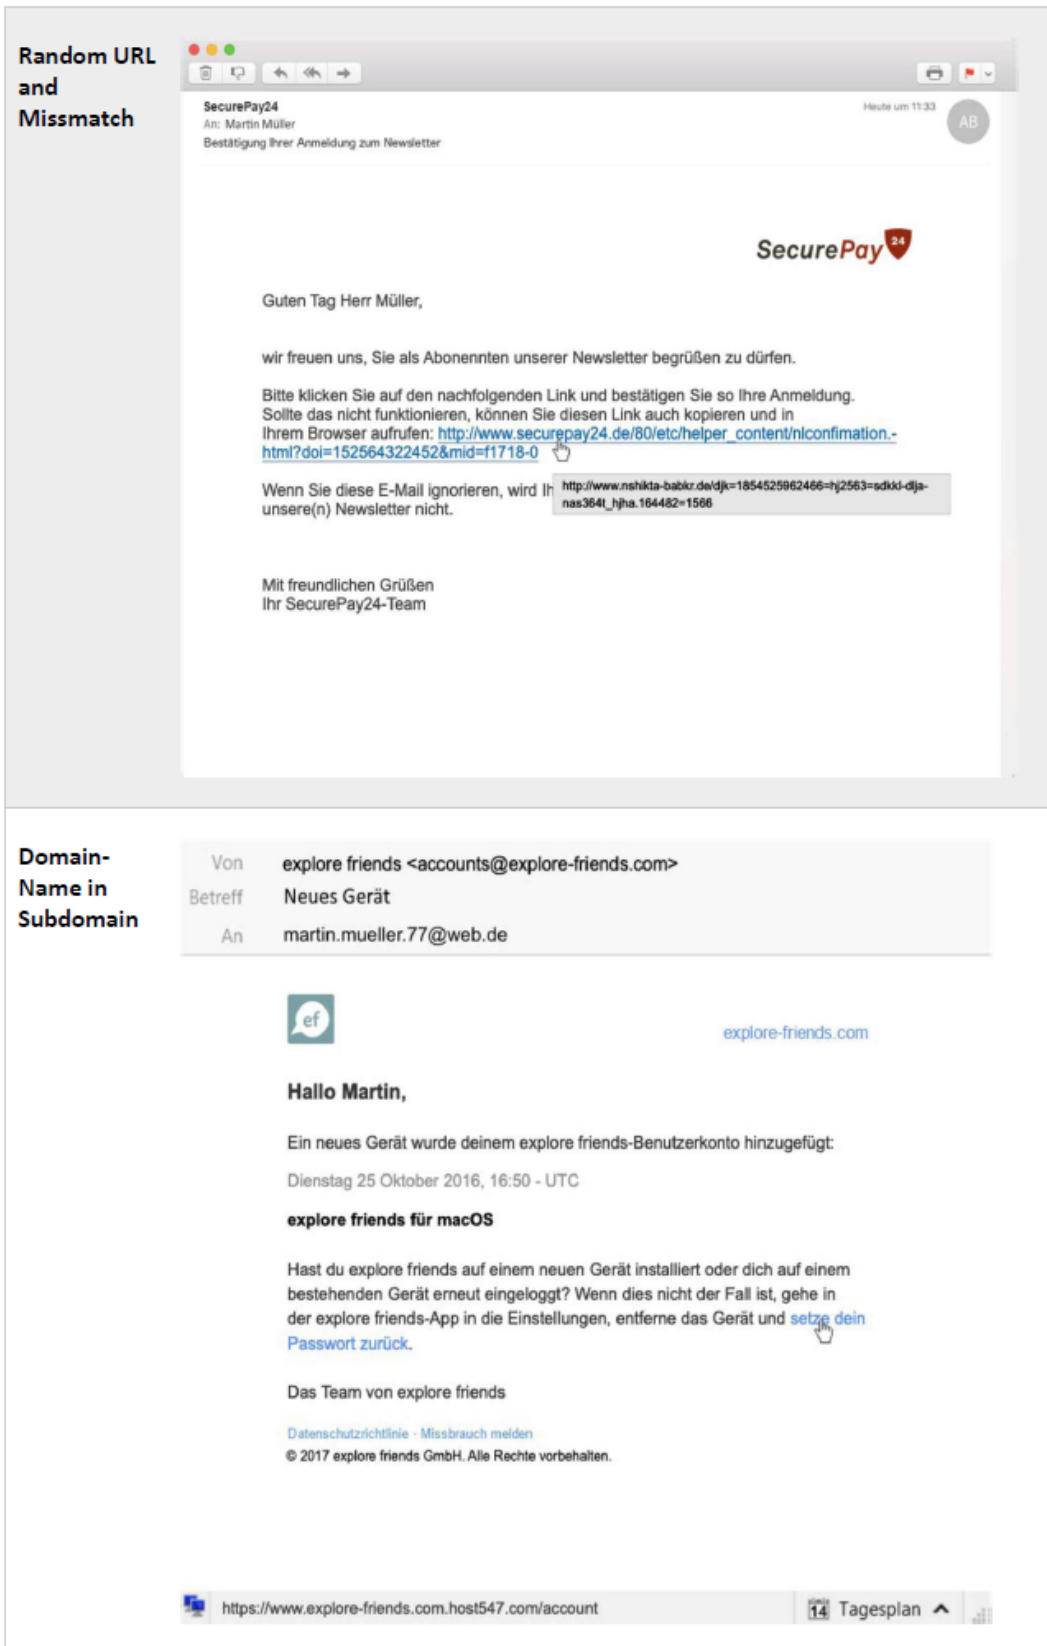 Random URL
and
Missmatch
SecurePay24
Heute um 11:33
An: Martin Müller
AB
Bestätigung Ihrer Anmeldung zum Newsletter
SecurePay 24
Guten Tag Herr Müller,
wir freuen uns, Sie als Abonennten unserer Newsletter begrüßen zu dürfen.
Bitte klicken Sie auf den nachfolgenden Link und bestätigen Sie so Ihre Anmeldung.
Sollte das nicht funktionieren, können Sie diesen Link auch kopieren und in
Ihrem Browser aufrufen: http://www.securepay24.de/80/etc/helper_content/nlconfimation.-
html?doi=152564322452&mid=f1718-0
Wenn Sie diese E-Mail ignorieren, wird Ih
http://www.nshikta-babkr.de/djk=1854525962466=hj2563=sdkkl-dlja-
nas364t_hjha.164482=1566
unsere(n) Newsletter nicht.
Mit freundlichen Grüßen
Ihr SecurePay24-Team
Domain-
Name in
Subdomain
Von explore friends <accounts@explore-friends.com>
Betreff Neues Gerät
An martin.mueller.77@web.de
ef
explore-friends.com
Hallo Martin,
Ein neues Gerät wurde deinem explore friends-Benutzerkonto hinzugefügt:
Dienstag 25 Oktober 2016, 16:50 - UTC
explore friends für macOS
Hast du explore friends auf einem neuen Gerät installiert oder dich auf einem
bestehenden Gerät erneut eingeloggt? Wenn dies nicht der Fall ist, gehe in
der explore friends-App in die Einstellungen, entferne das Gerät und setze dein
Passwort zurück.
Das Team von explore friends
Datenschutzrichtlinie · Missbrauch melden
© 2017 explore friends GmbH. Alle Rechte vorbehalten.
https://www.explore-friends.com.host547.com/account
14 Tagesplan